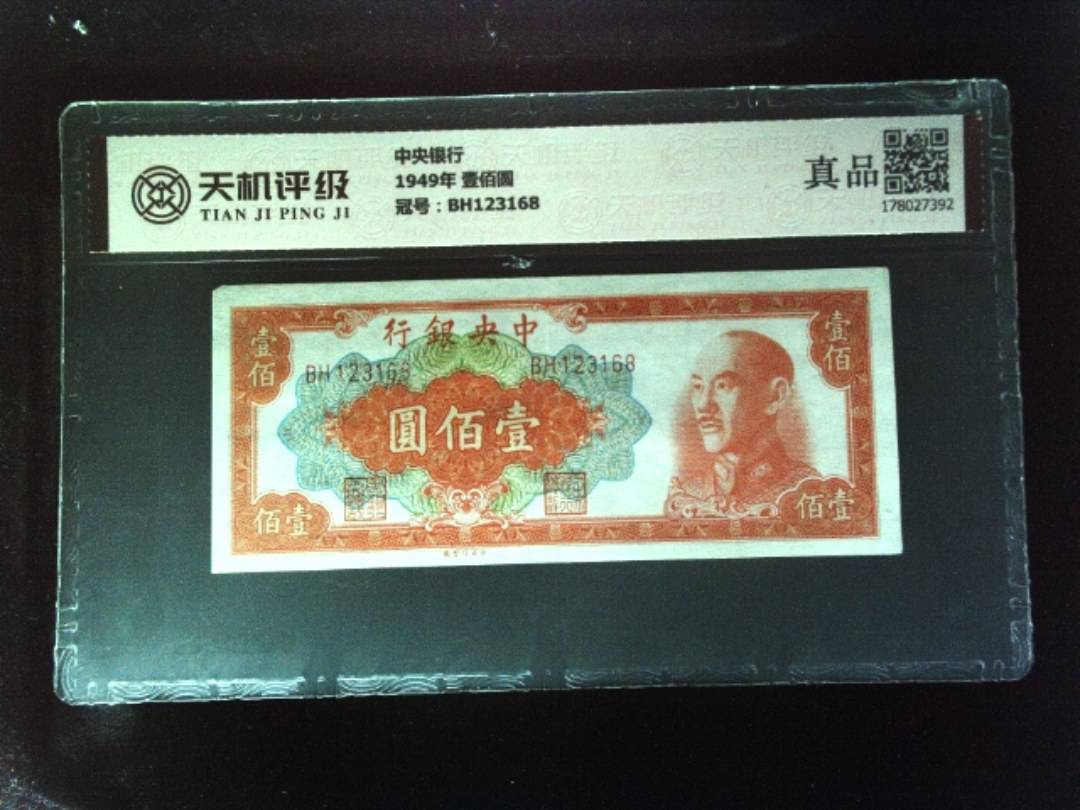 天机评级
TIAN JI PING JI
中央银行
1949年 壹佰圆
冠号：BH123168
真品
178027392
行銀央中
壹佰
壹佰
BH123168
BH123168
圓佰壹
佰壹
佰壹